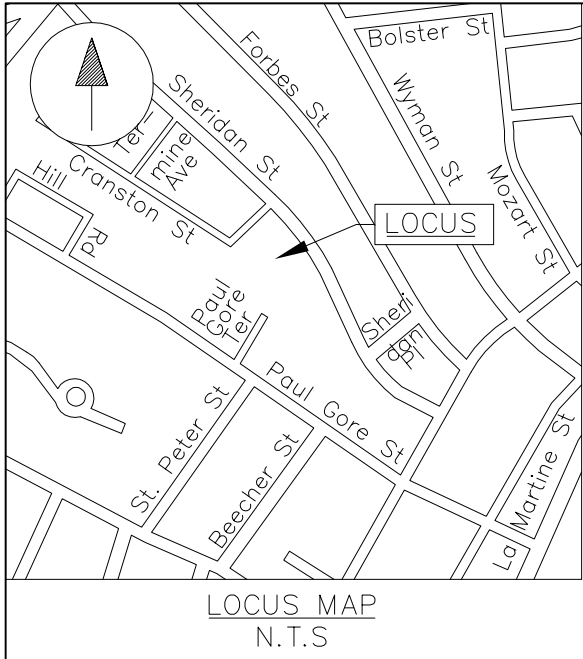 Bolster St
Forbes St
Wyman St
Sheridan St
Mozart St
Ter-
mine
Ave
Cranston St
Hill
Rd
LOCUS
Paul
Gore
Ter
Sheri
dan
Pl
Paul Gore St
St. Peter St
Beecher St
La Martine St
LOCUS MAP
N.T.S